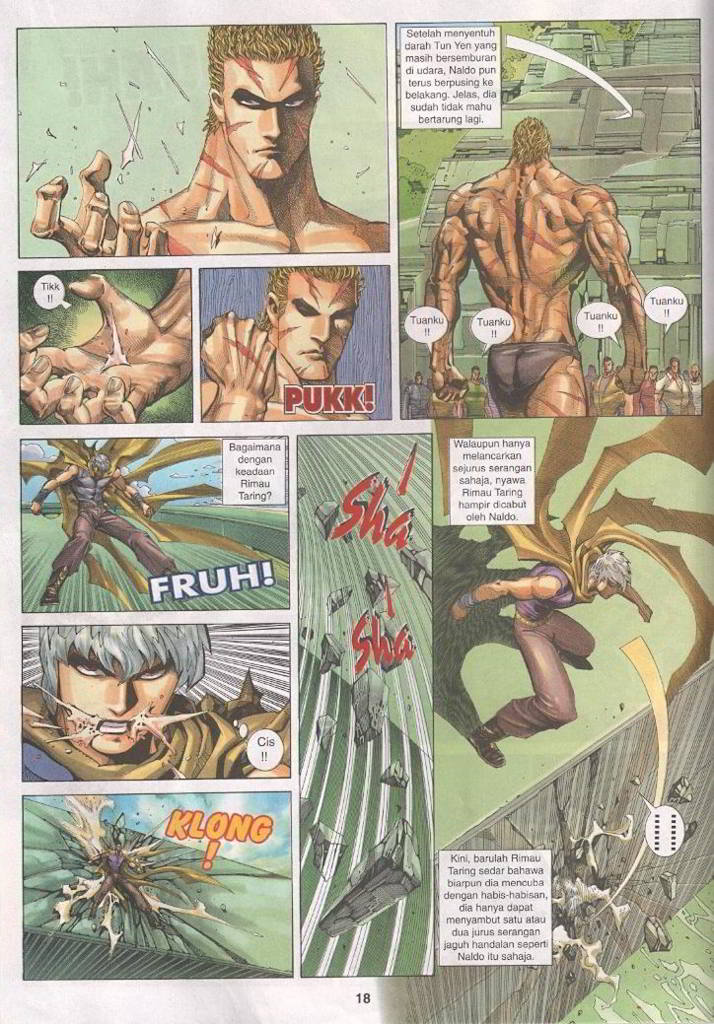 Setelah menyentuh
darah Tun Yen yang
masih bersemburan
di udara, Naldo pun
terus berpusing ke
belakang. Jelas, dia
sudah tidak mahu
bertarung lagi.
Tikk
!!
PUKK!
Tuanku
!!
Tuanku
!!
Tuanku
!!
Tuanku
!!
Bagaimana
dengan
keadaan
Rimau
Taring?
FRUH!
Cis
!!
KLONG
!
Sha
!
Sha
!
Walaupun hanya
melancarkan
sejurus serangan
sahaja, nyawa
Rimau Taring
hampir dicabut
oleh Naldo.
Kini, barulah Rimau
Taring sedar bahawa
biarpun dia mencuba
dengan habis-habisan,
dia hanya dapat
menyambut satu atau
dua jurus serangan
jaguh handalan seperti
Naldo itu sahaja.
18